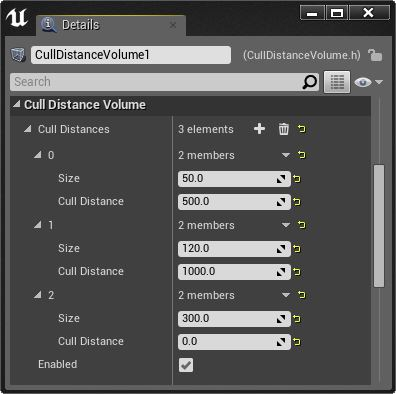 Details
CullDistanceVolume1 (CullDistanceVolume.h)
Search
Cull Distance Volume
Cull Distances 3 elements
0 2 members
Size 50.0
Cull Distance 500.0
1 2 members
Size 120.0
Cull Distance 1000.0
2 2 members
Size 300.0
Cull Distance 0.0
Enabled